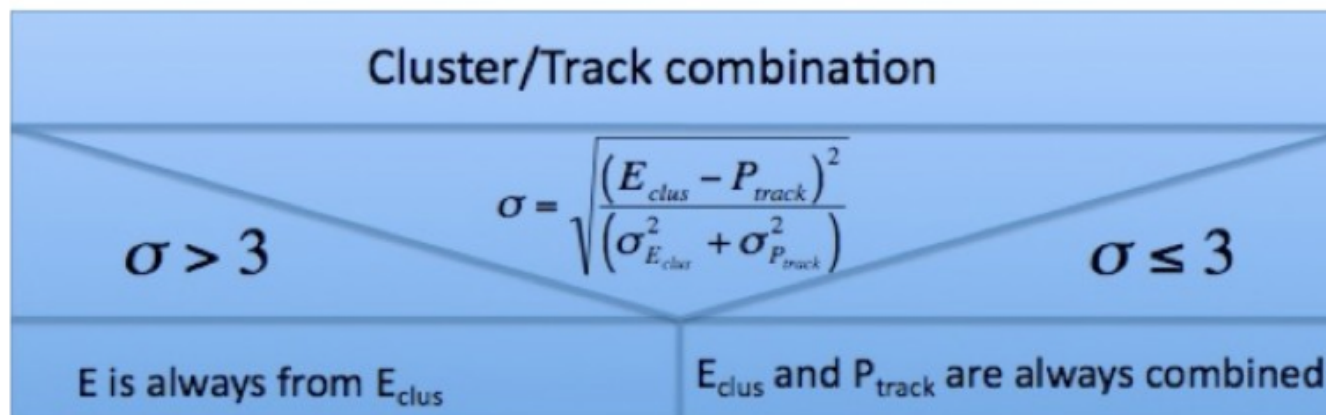 Cluster/Track combination
σ = √((E_clus − P_track)² / (σ²_E_clus + σ²_P_track))
σ > 3
σ ≤ 3
E is always from E_clus
E_clus and P_track are always combined